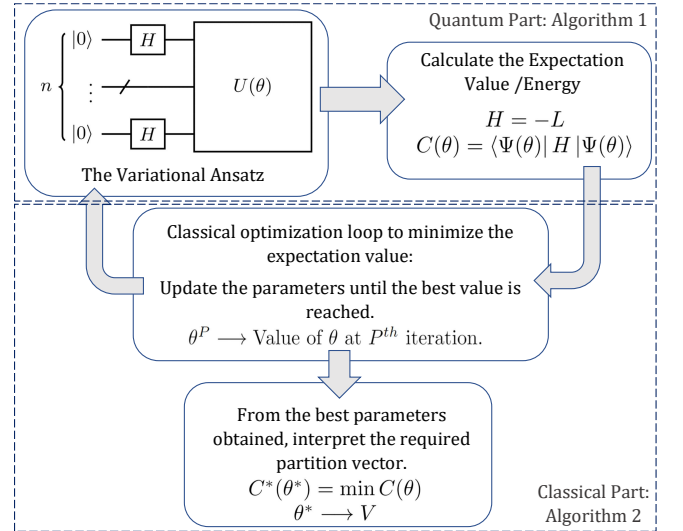 Quantum Part: Algorithm 1
n
|0⟩ H
⋮ U(θ)
|0⟩ H
The Variational Ansatz
Calculate the Expectation
Value /Energy
H = −L
C(θ) = ⟨Ψ(θ)| H |Ψ(θ)⟩
Classical optimization loop to minimize the
expectation value:
Update the parameters until the best value is
reached.
θ^P ⟶ Value of θ at P^{th} iteration.
From the best parameters
obtained, interpret the required
partition vector.
C*(θ*) = min C(θ)
θ* ⟶ V
Classical Part:
Algorithm 2